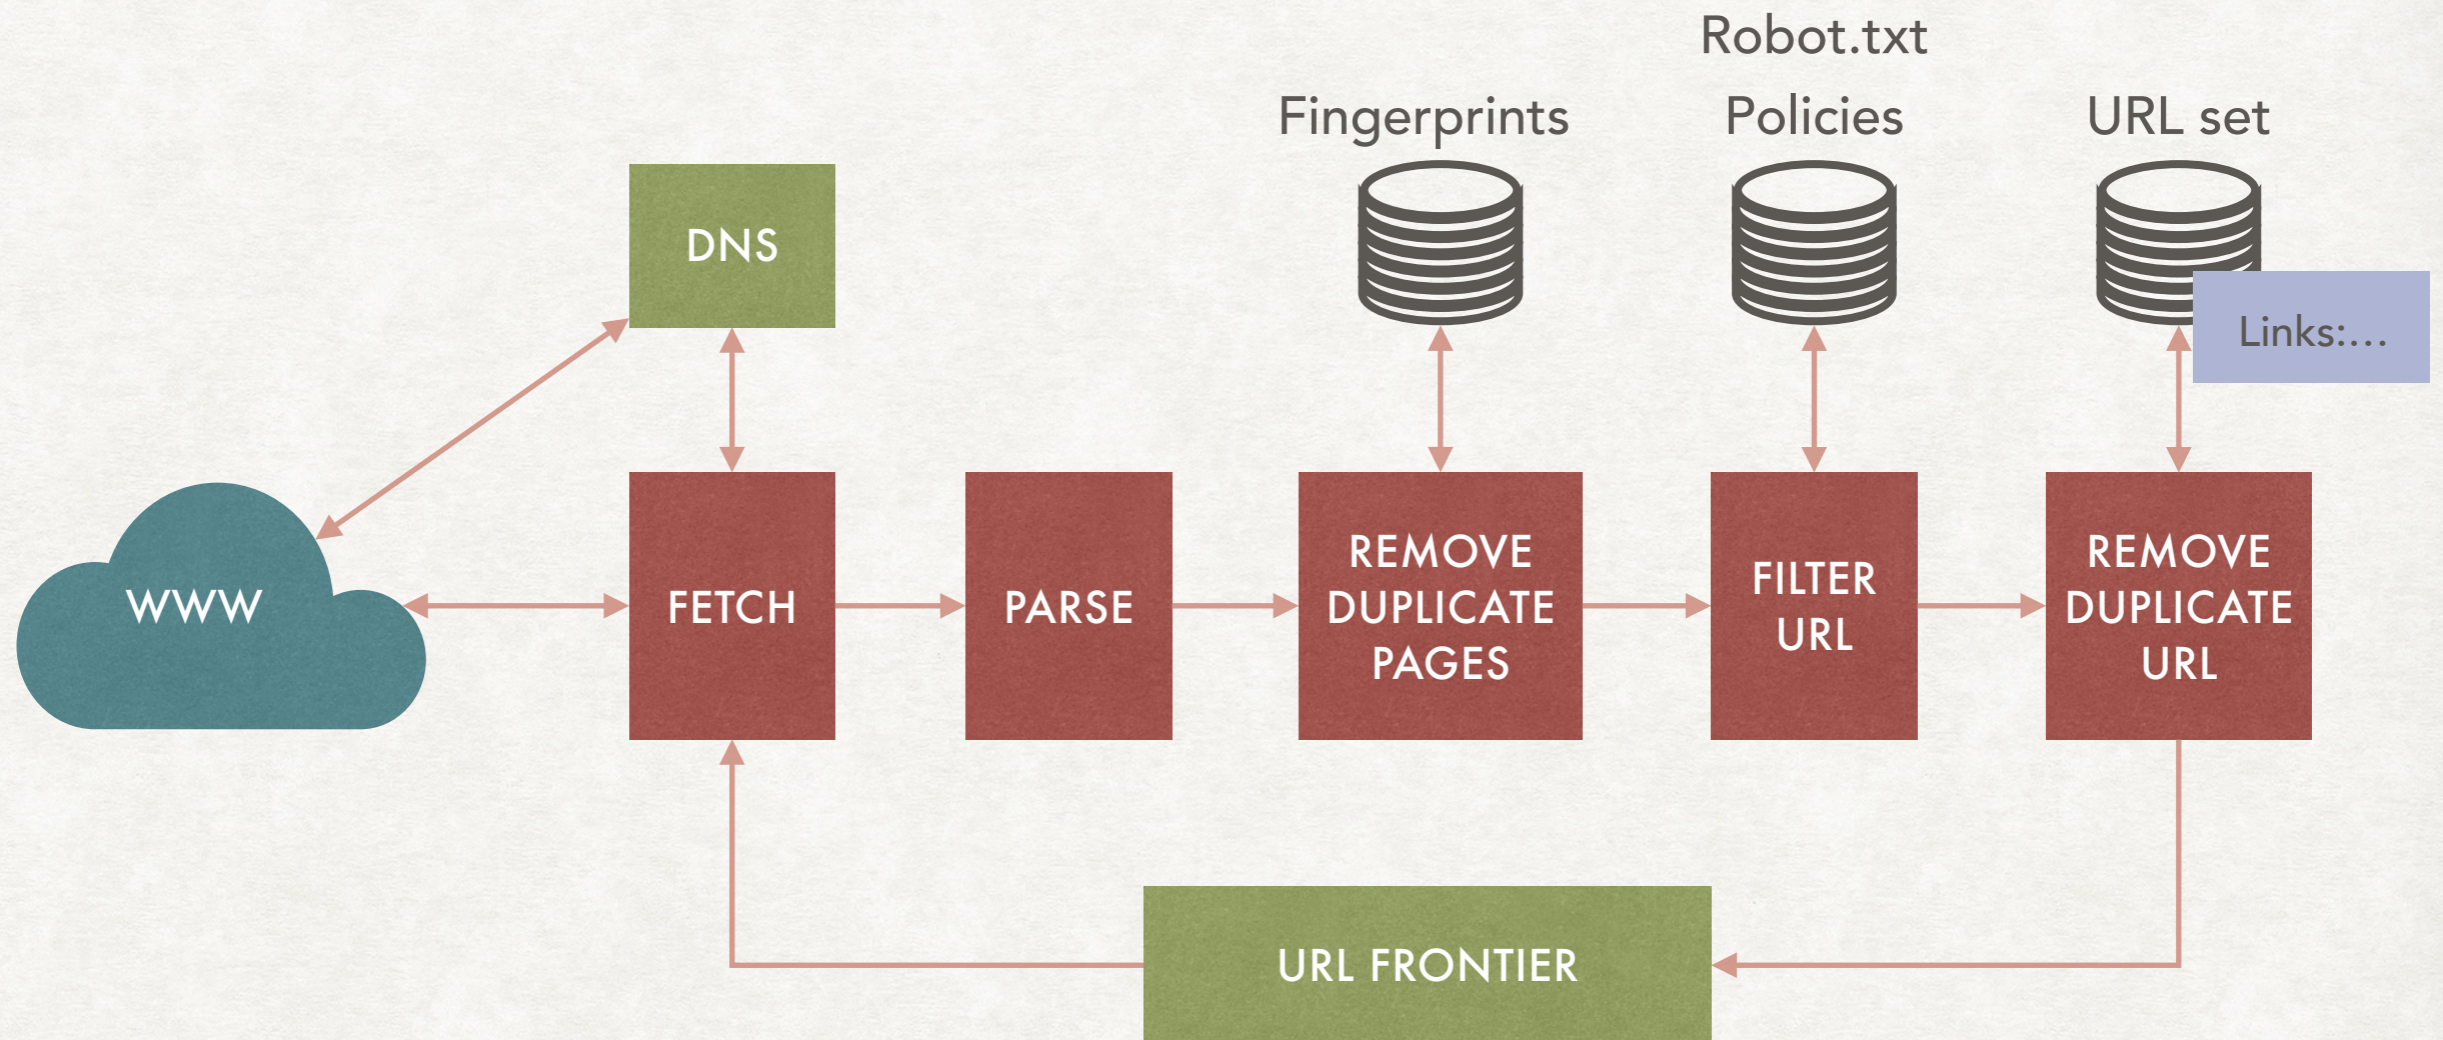 Robot.txt
Fingerprints
Policies
URL set
DNS
Links:...
WWW
FETCH
PARSE
REMOVE
DUPLICATE
PAGES
FILTER
URL
REMOVE
DUPLICATE
URL
URL FRONTIER